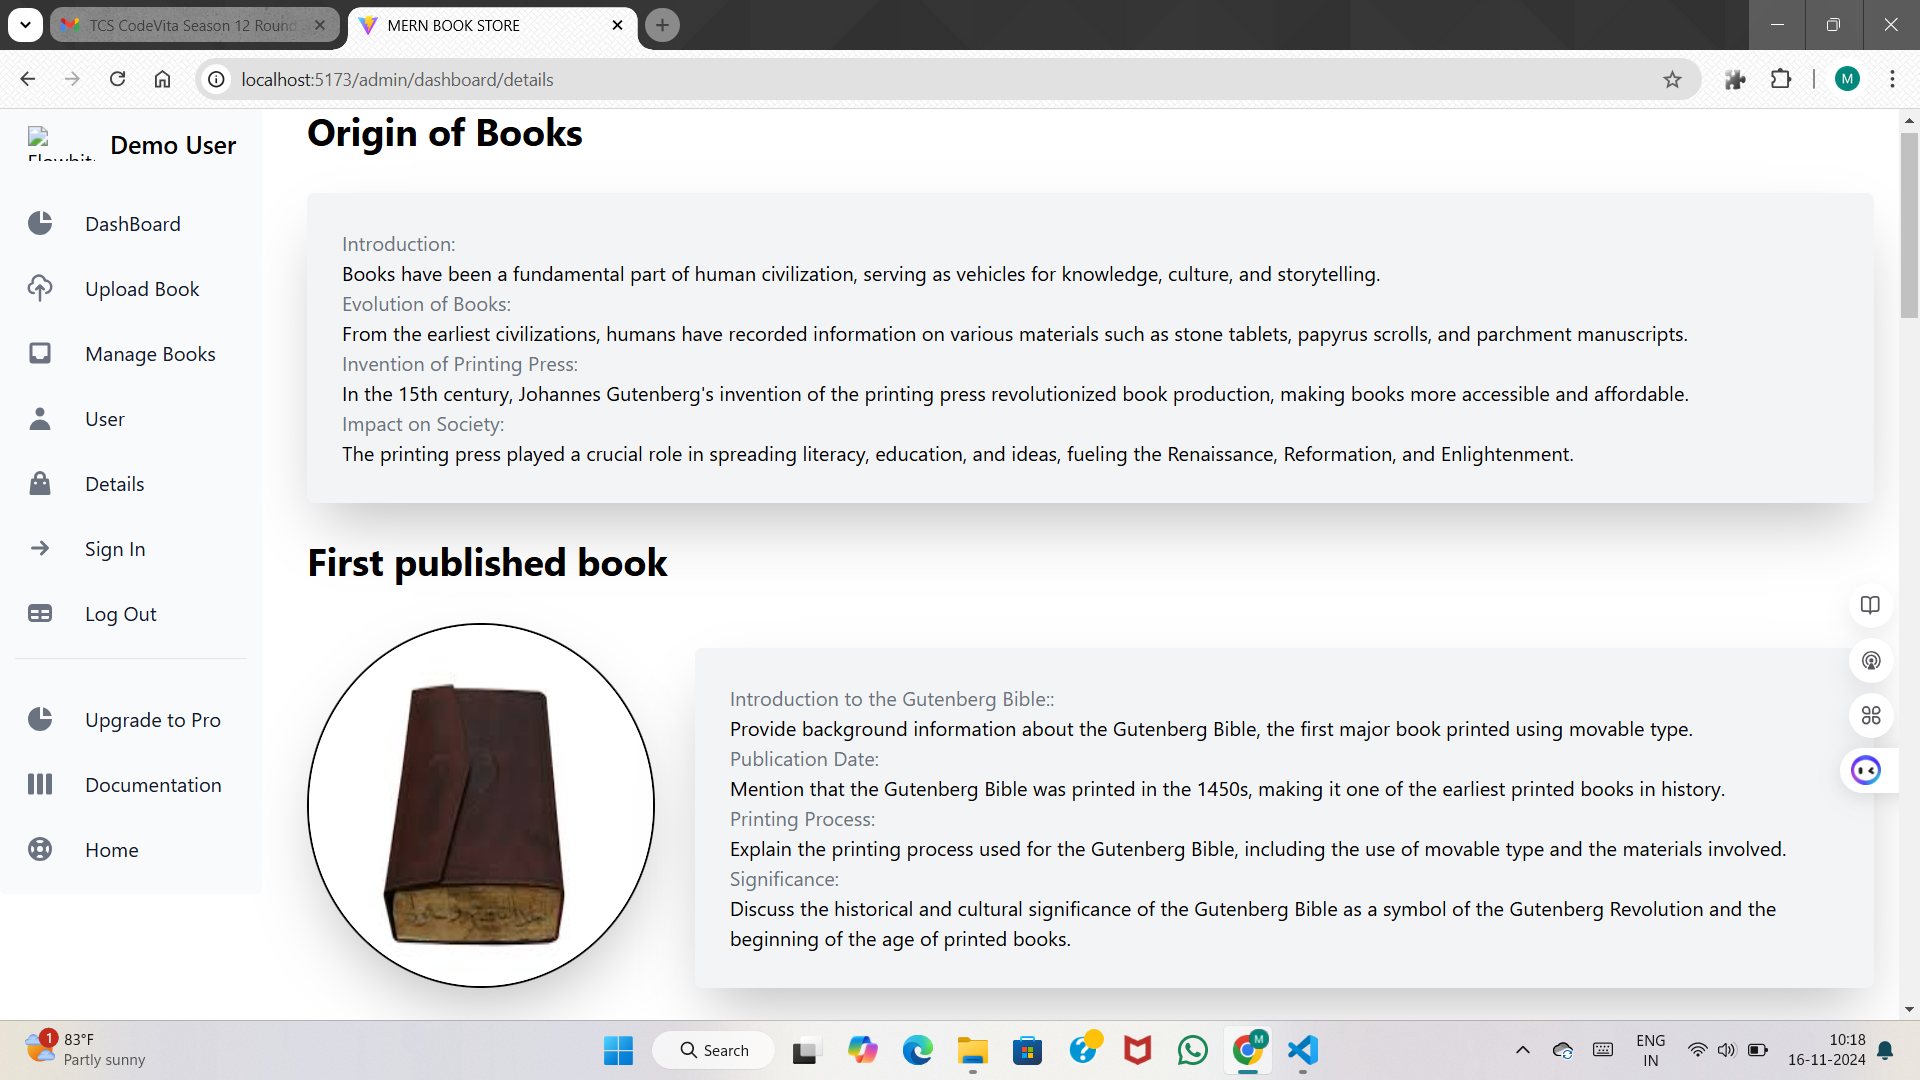 TCS CodeVita Season 12 Round
MERN BOOK STORE
localhost:5173/admin/dashboard/details
M
Demo User
DashBoard
Upload Book
Manage Books
User
Details
Sign In
Log Out
Upgrade to Pro
Documentation
Home
Origin of Books
Introduction:
Books have been a fundamental part of human civilization, serving as vehicles for knowledge, culture, and storytelling.
Evolution of Books:
From the earliest civilizations, humans have recorded information on various materials such as stone tablets, papyrus scrolls, and parchment manuscripts.
Invention of Printing Press:
In the 15th century, Johannes Gutenberg's invention of the printing press revolutionized book production, making books more accessible and affordable.
Impact on Society:
The printing press played a crucial role in spreading literacy, education, and ideas, fueling the Renaissance, Reformation, and Enlightenment.
First published book
Introduction to the Gutenberg Bible::
Provide background information about the Gutenberg Bible, the first major book printed using movable type.
Publication Date:
Mention that the Gutenberg Bible was printed in the 1450s, making it one of the earliest printed books in history.
Printing Process:
Explain the printing process used for the Gutenberg Bible, including the use of movable type and the materials involved.
Significance:
Discuss the historical and cultural significance of the Gutenberg Bible as a symbol of the Gutenberg Revolution and the
beginning of the age of printed books.
1
83°F
Partly sunny
Search
M
ENG
IN
10:18
16-11-2024